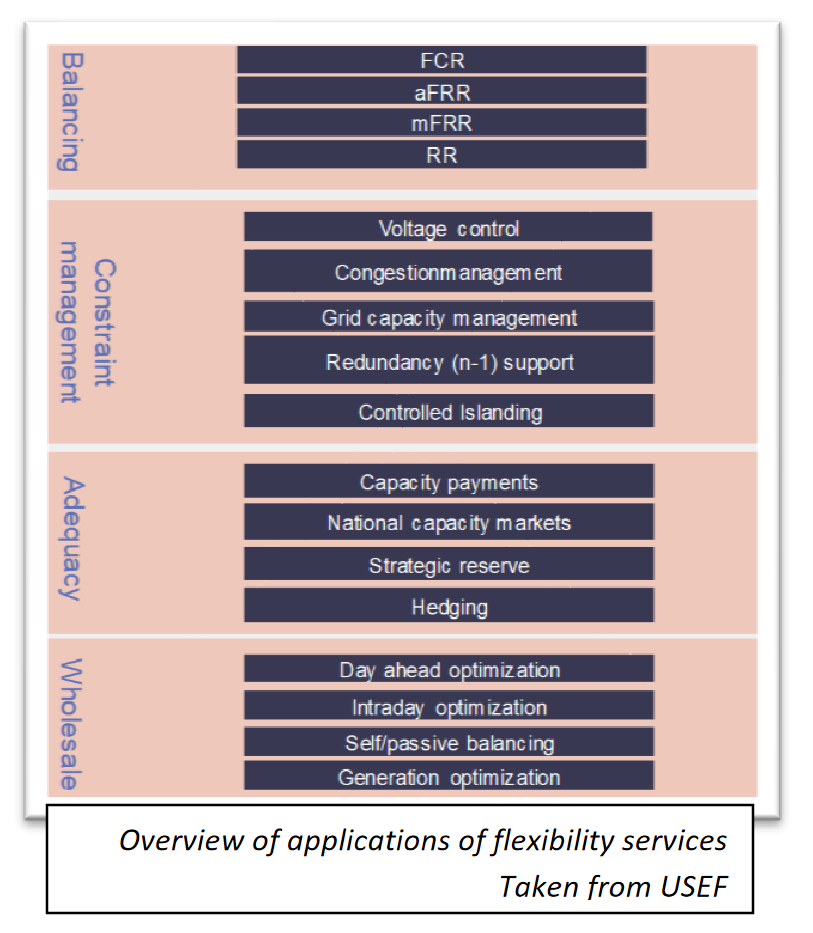 Balancing
FCR
aFRR
mFRR
RR
Constraint
management
Voltage control
Congestionmanagement
Grid capacity management
Redundancy (n-1) support
Controlled Islanding
Adequacy
Capacity payments
National capacity markets
Strategic reserve
Hedging
Wholesale
Day ahead optimization
Intraday optimization
Self/passive balancing
Generation optimization
Overview of applications of flexibility services
Taken from USEF